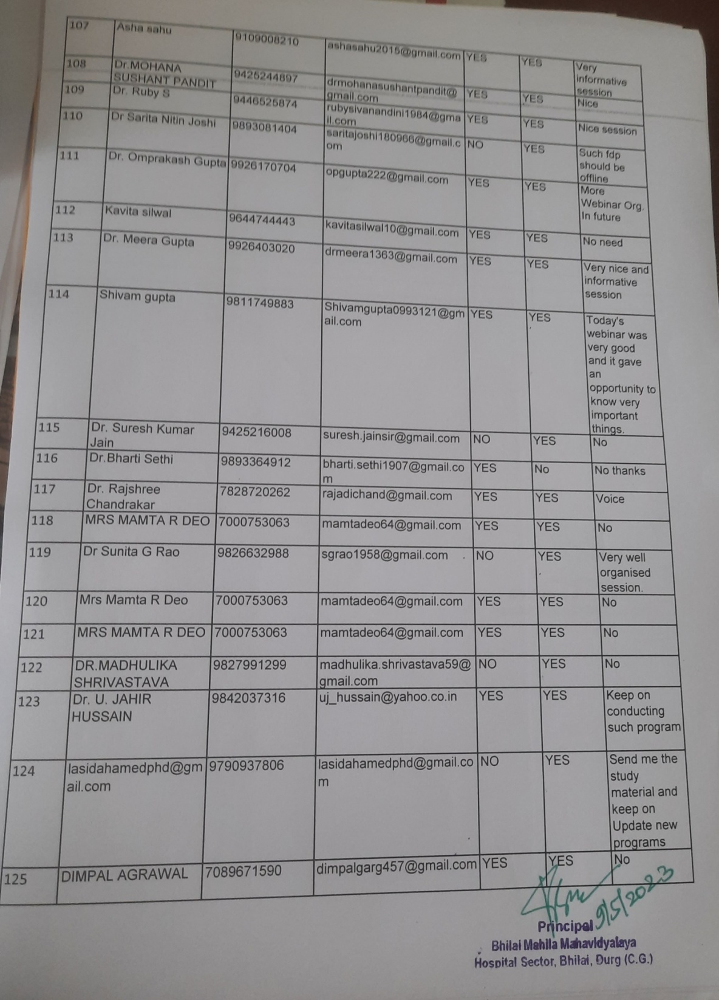 107 Asha sahu 9109008210 ashasahu2015@gmail.com YES YES Very
informative
session
108 Dr.MOHANA 9425244897 drmohanasushantpandit@ YES YES Nice
SUSHANT PANDIT gmail.com
109 Dr. Ruby S 9446525874 rubysivanandini1984@gma YES YES Nice session
il.com
110 Dr Sarita Nitin Joshi 9893081404 saritajoshi180966@gmail.c NO YES Such fdp
om should be
offline
111 Dr. Omprakash Gupta 9926170704 opgupta222@gmail.com YES YES More
Webinar Org.
In future
112 Kavita silwal 9644744443 kavitasilwal10@gmail.com YES YES No need
113 Dr. Meera Gupta 9926403020 drmeera1363@gmail.com YES YES Very nice and
informative
session
114 Shivam gupta 9811749883 Shivamgupta0993121@gm YES YES Today's
ail.com webinar was
very good
and it gave
an
opportunity to
know very
important
things.
115 Dr. Suresh Kumar 9425216008 suresh.jainsir@gmail.com NO YES No
Jain
116 Dr.Bharti Sethi 9893364912 bharti.sethi1907@gmail.co YES No No thanks
m
117 Dr. Rajshree 7828720262 rajadichand@gmail.com YES YES Voice
Chandrakar
118 MRS MAMTA R DEO 7000753063 mamtadeo64@gmail.com YES YES No
119 Dr Sunita G Rao 9826632988 sgrao1958@gmail.com NO YES Very well
organised
session.
120 Mrs Mamta R Deo 7000753063 mamtadeo64@gmail.com YES YES No
121 MRS MAMTA R DEO 7000753063 mamtadeo64@gmail.com YES YES No
122 DR.MADHULIKA 9827991299 madhulika.shrivastava59@ NO YES No
SHRIVASTAVA gmail.com
123 Dr. U. JAHIR 9842037316 uj_hussain@yahoo.co.in YES YES Keep on
HUSSAIN conducting
such program
124 lasidahamedphd@gm 9790937806 lasidahamedphd@gmail.co NO YES Send me the
ail.com m study
material and
keep on
Update new
programs
125 DIMPAL AGRAWAL 7089671590 dimpalgarg457@gmail.com YES YES No
9/5/2023
Principal
Bhilai Mahila Mahavidyalaya
Hospital Sector, Bhilai, Durg (C.G.)